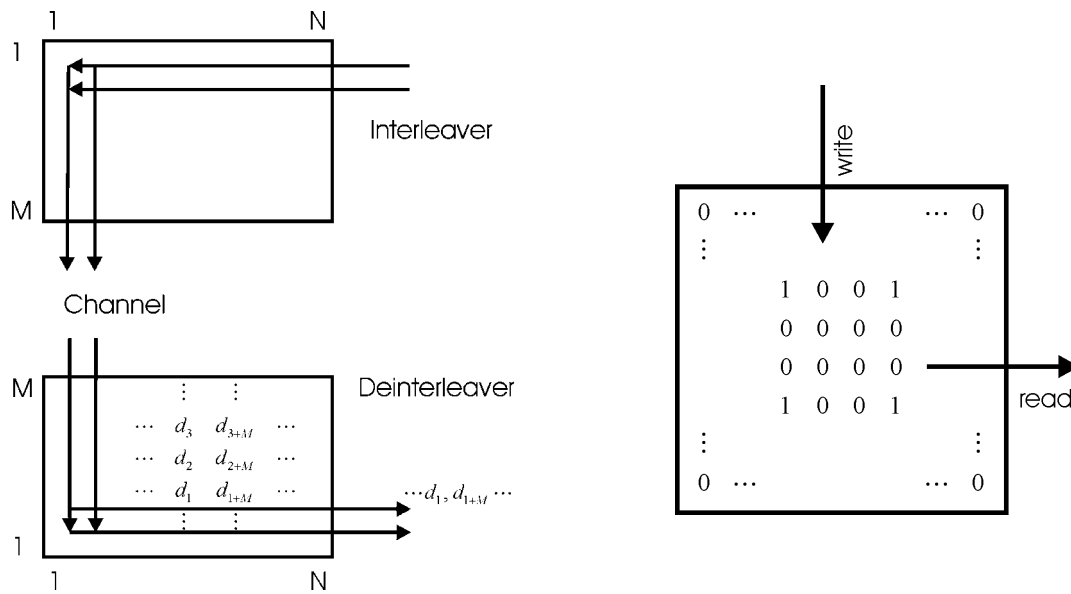 1 N
1
Interleaver
M
Channel
M
Deinterleaver
⋮ ⋮
⋯ d₃ d₃₊M ⋯
⋯ d₂ d₂₊M ⋯
⋯ d₁ d₁₊M ⋯
⋯d₁, d₁₊M ⋯
⋮ ⋮
1
1 N
write
0 ⋯ ⋯ 0
⋮ ⋮
1 0 0 1
0 0 0 0
0 0 0 0
1 0 0 1
read
⋮ ⋮
0 ⋯ ⋯ 0